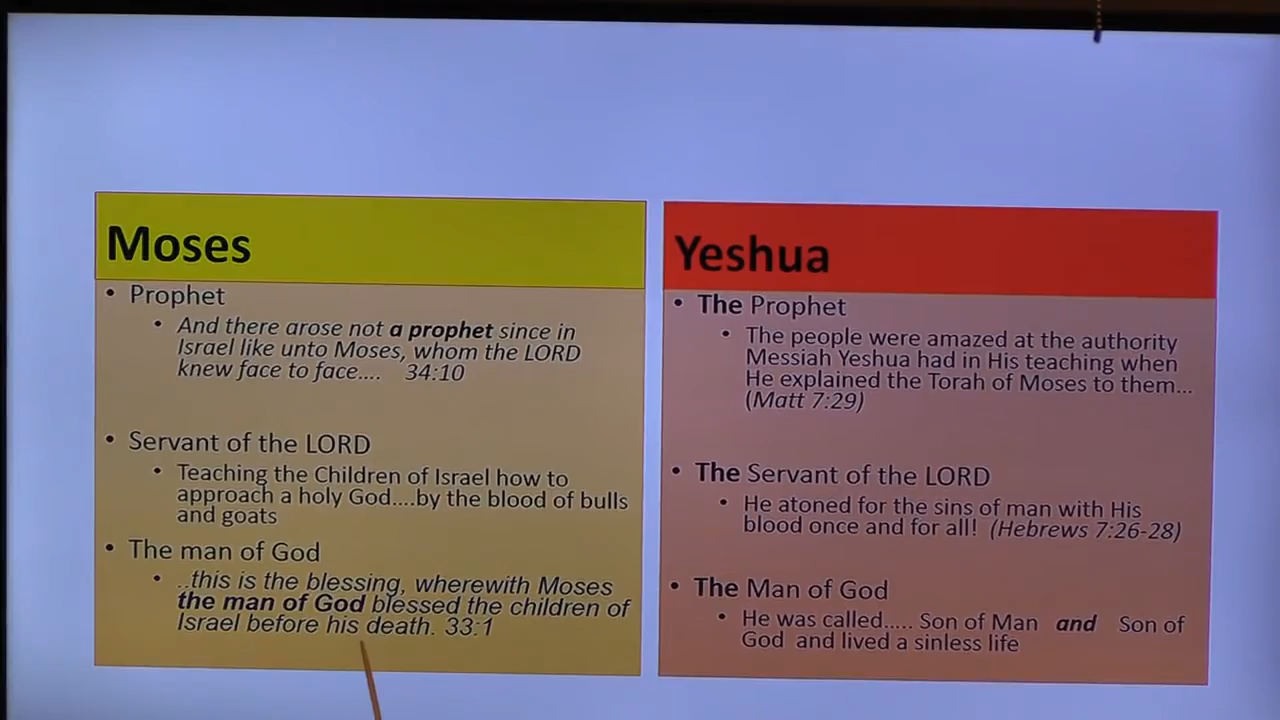 Moses
• Prophet
• And there arose not a prophet since in
Israel like unto Moses, whom the LORD
knew face to face.... 34:10
• Servant of the LORD
• Teaching the Children of Israel how to
approach a holy God....by the blood of bulls
and goats
• The man of God
• ..this is the blessing, wherewith Moses
the man of God blessed the children of
Israel before his death. 33:1
Yeshua
• The Prophet
• The people were amazed at the authority
Messiah Yeshua had in His teaching when
He explained the Torah of Moses to them...
(Matt 7:29)
• The Servant of the LORD
• He atoned for the sins of man with His
blood once and for all! (Hebrews 7:26-28)
• The Man of God
• He was called..... Son of Man and Son of
God and lived a sinless life